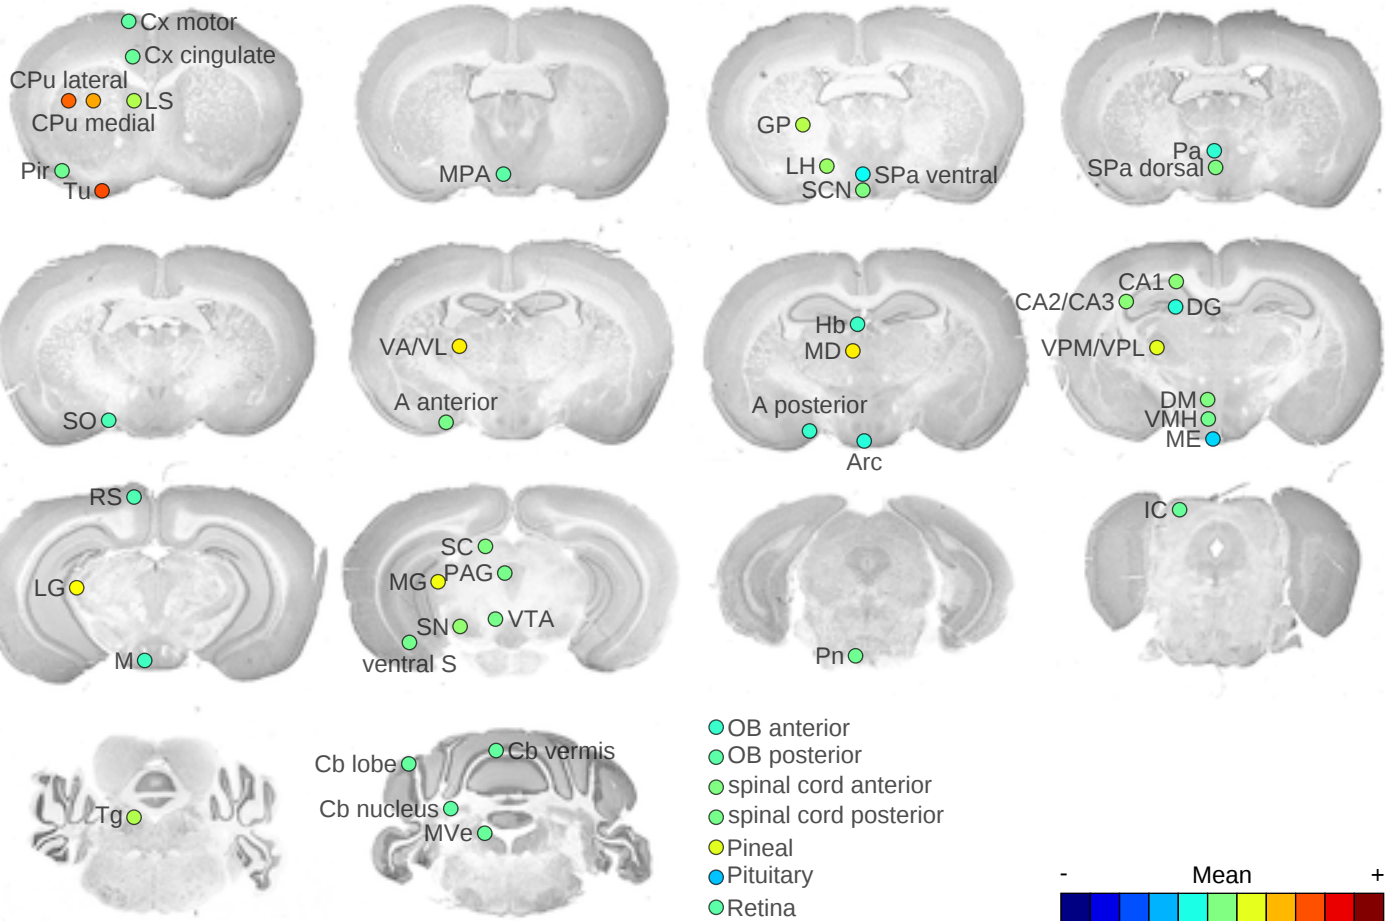 Cx motor
Cx cingulate
CPu lateral
LS
CPu medial
Pir
Tu
MPA
GP
LH
SPa ventral
SCN
Pa
SPa dorsal
SO
VA/VL
A anterior
Hb
MD
A posterior
Arc
CA1
CA2/CA3
DG
VPM/VPL
DM
VMH
ME
RS
LG
M
SC
MG
PAG
SN
VTA
ventral S
Pn
IC
Tg
Cb lobe
Cb vermis
Cb nucleus
MVe
OB anterior
OB posterior
spinal cord anterior
spinal cord posterior
Pineal
Pituitary
Retina
- Mean +